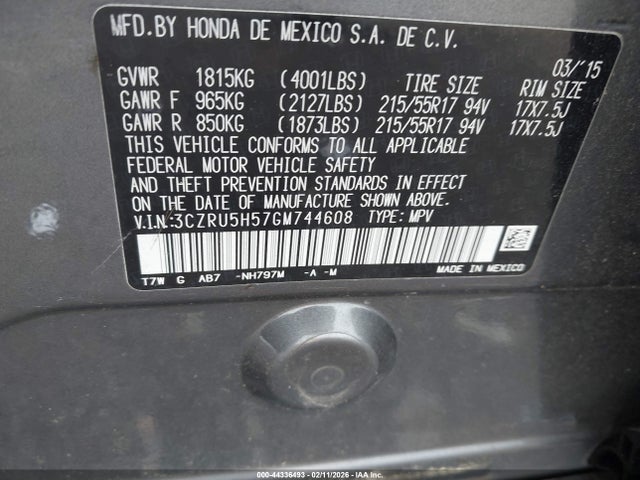 MFD.BY HONDA DE MEXICO S.A. DE C.V.
03/'15
GVWR 1815KG (4001LBS) TIRE SIZE RIM SIZE
GAWR F 965KG (2127LBS) 215/55R17 94V 17X7.5J
GAWR R 850KG (1873LBS) 215/55R17 94V 17X7.5J
THIS VEHICLE CONFORMS TO ALL APPLICABLE
FEDERAL MOTOR VEHICLE SAFETY
AND THEFT PREVENTION STANDARDS IN EFFECT
ON THE DATE OF MANUFACTURE SHOWN ABOVE.
V.I.N.:3CZRU5H57GM744608 TYPE: MPV
T7W G AB7 -NH797M -A -M MADE IN MEXICO
000-44336493 - 02/11/2026 - COPYRIGHT IAA, LLC.